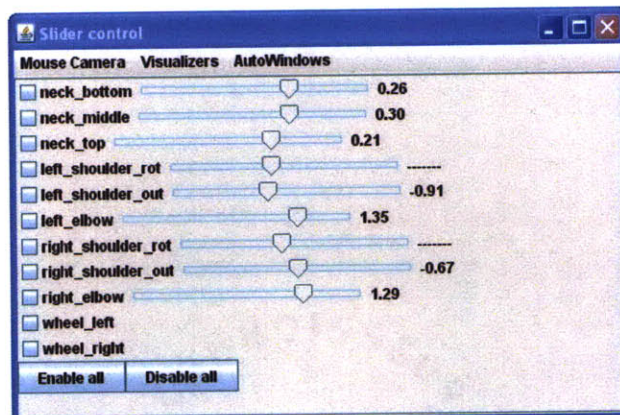 Slider control
Mouse Camera Visualizers AutoWindows
neck_bottom 0.26
neck_middle 0.30
neck_top 0.21
left_shoulder_rot -------
left_shoulder_out -0.91
left_elbow 1.35
right_shoulder_rot -------
right_shoulder_out -0.67
right_elbow 1.29
wheel_left
wheel_right
Enable all Disable all